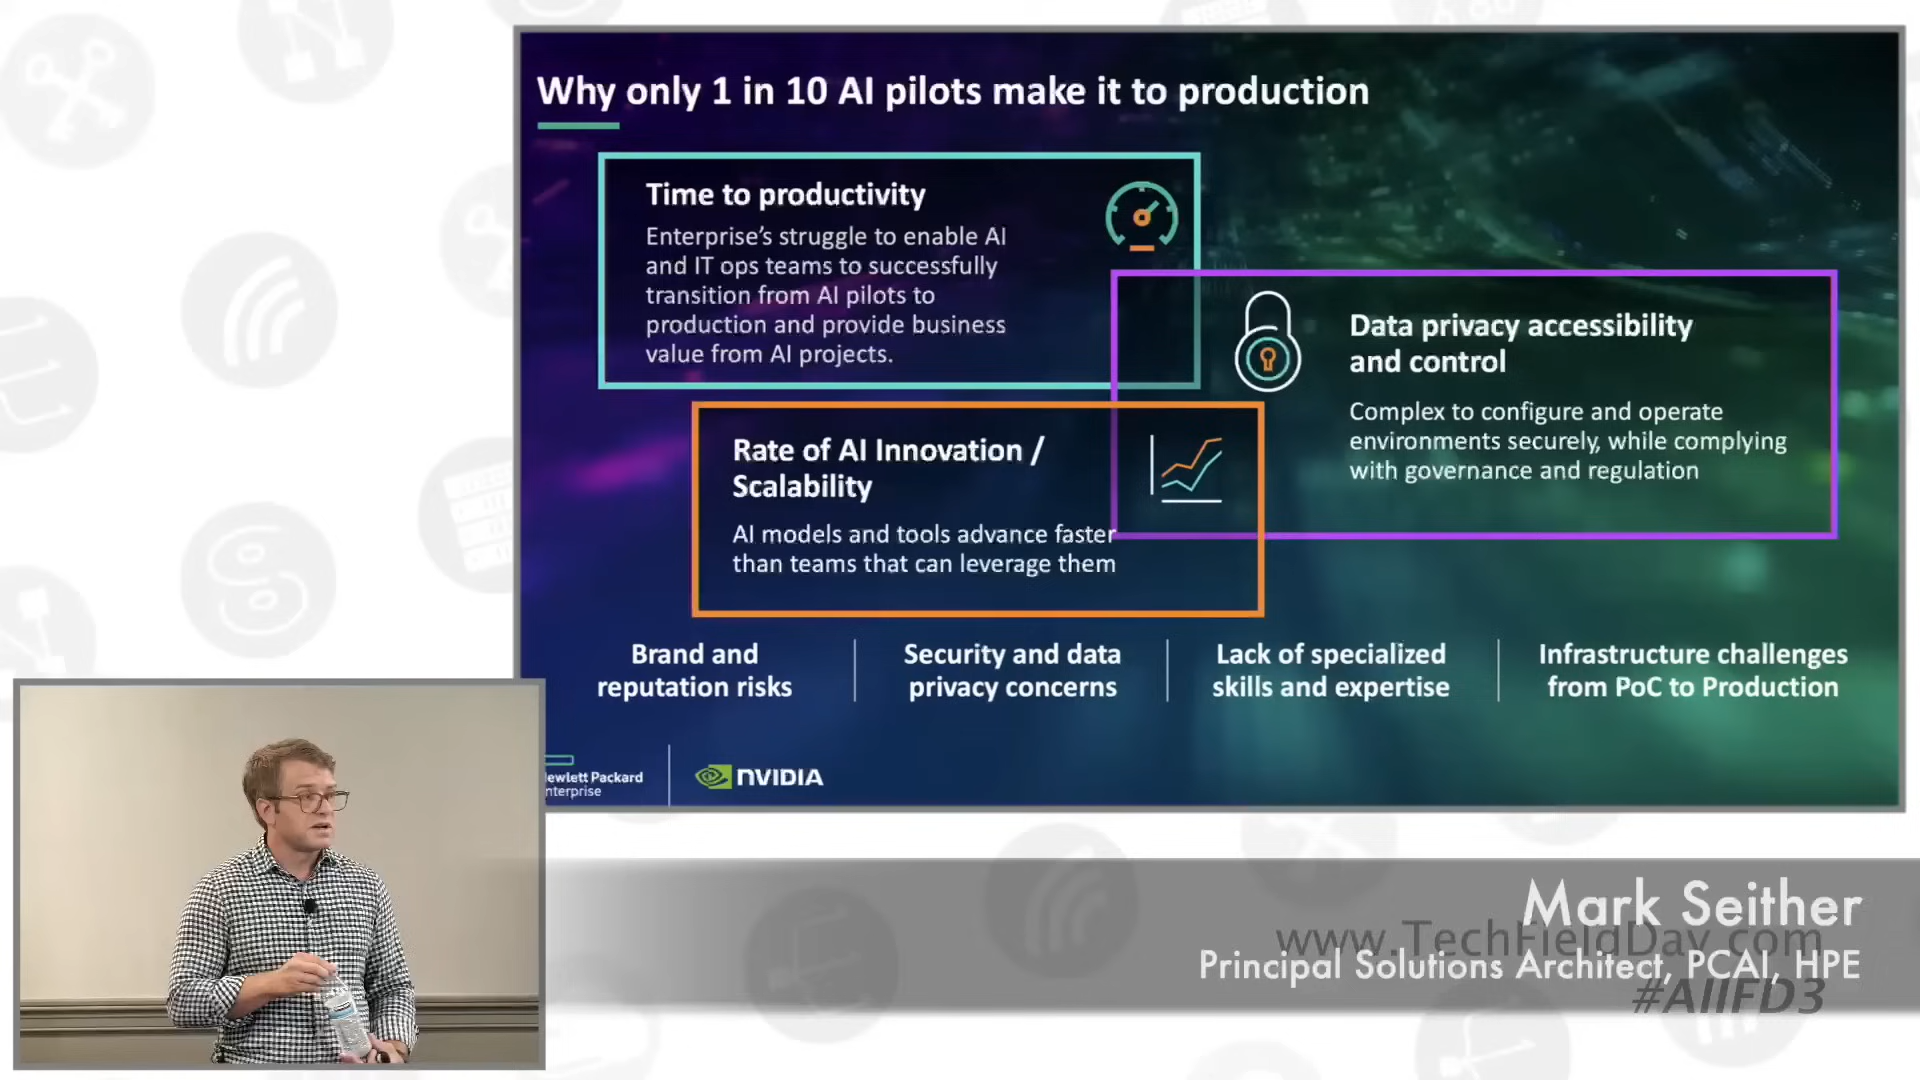 Why only 1 in 10 AI pilots make it to production
Time to productivity
Enterprise’s struggle to enable AI
and IT ops teams to successfully
transition from AI pilots to
production and provide business
value from AI projects.
Data privacy accessibility
and control
Complex to configure and operate
environments securely, while complying
with governance and regulation
Rate of AI Innovation /
Scalability
AI models and tools advance faster
than teams that can leverage them
Brand and
reputation risks
Security and data
privacy concerns
Lack of specialized
skills and expertise
Infrastructure challenges
from PoC to Production
ewlett Packard
nterprise
NVIDIA
Mark Seither
www.TechFieldDay.com
Principal Solutions Architect, PCAI, HPE
#AIIFD3